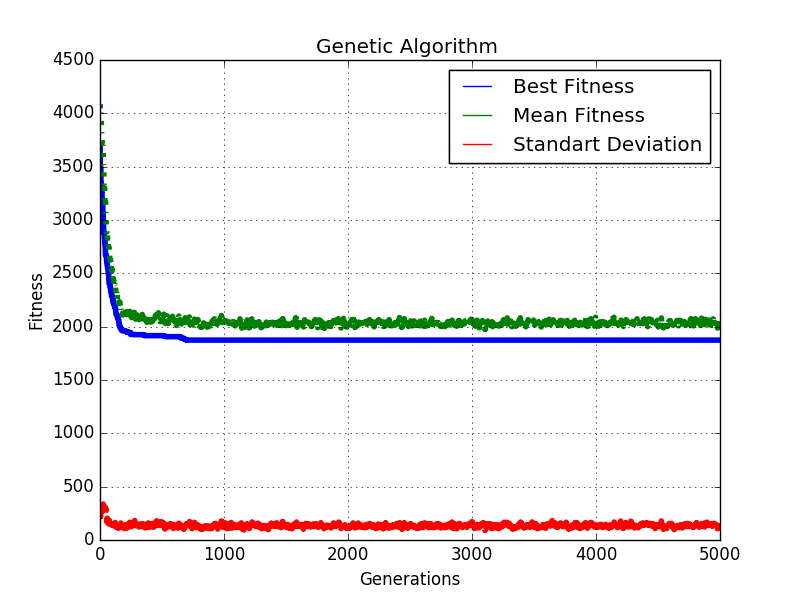 Genetic Algorithm
Best Fitness
Mean Fitness
Standart Deviation
4500
4000
3500
3000
2500
2000
1500
1000
500
0
Fitness
0 1000 2000 3000 4000 5000
Generations